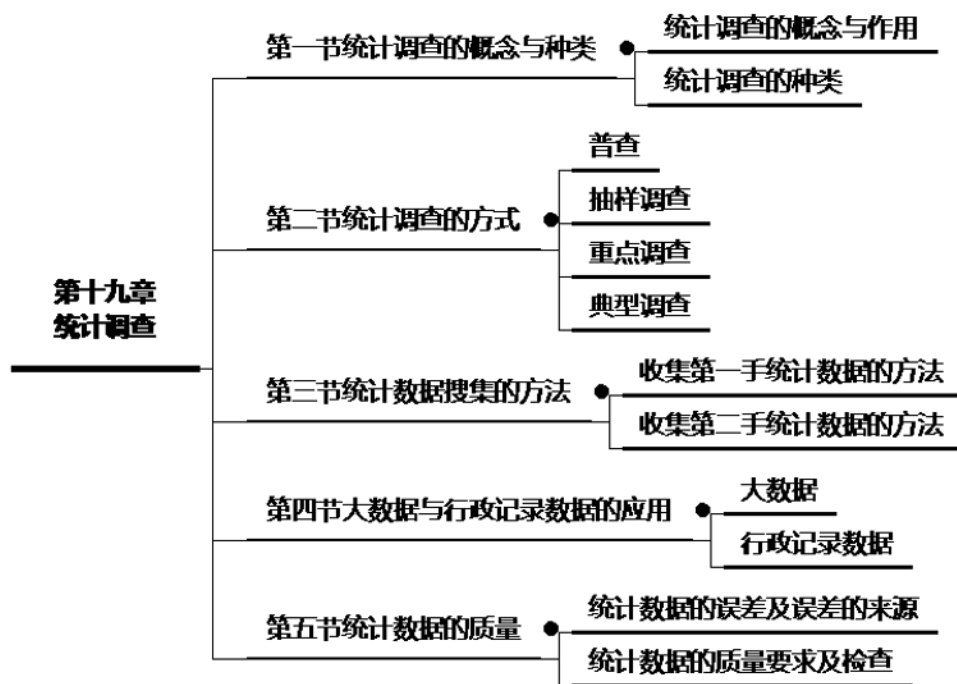 第一节统计调查的概念与种类
统计调查的概念与作用
统计调查的种类
第二节统计调查的方式
普查
抽样调查
重点调查
典型调查
第十九章
统计调查
第三节统计数据搜集的方法
收集第一手统计数据的方法
收集第二手统计数据的方法
第四节大数据与行政记录数据的应用
大数据
行政记录数据
第五节统计数据的质量
统计数据的误差及误差的来源
统计数据的质量要求及检查